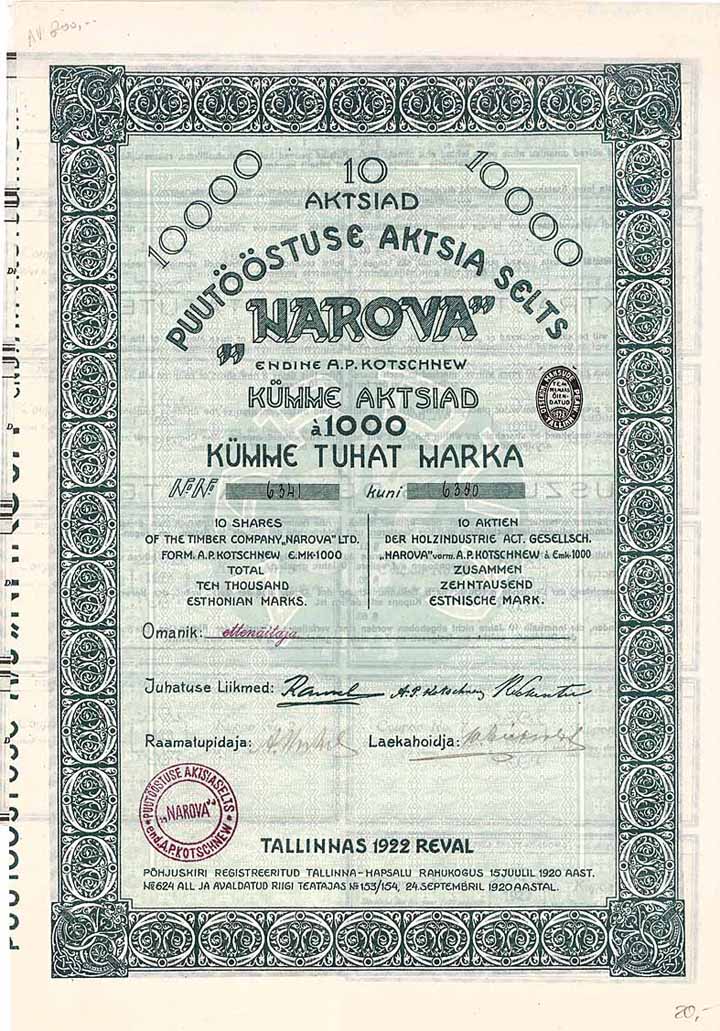 AV 200,-
10000 10 10000
AKTSIAD
PUUTÖÖSTUSE AKTSIA SELTS
„NAROVA”
ENDINE A.P. KOTSCHNEW
KÜMME AKTSIAD
à 1000
KÜMME TUHAT MARKA
№№ 6341 kuni 6350
10 SHARES
OF THE TIMBER COMPANY „NAROVA” LTD.
FORM. A.P. KOTSCHNEW E.MK-1000
TOTAL
TEN THOUSAND
ESTHONIAN MARKS.
10 AKTIEN
DER HOLZINDUSTRIE ACT. GESELLSCH.
„NAROVA” vorm. A.P. KOTSCHNEW à Emk-1000
ZUSAMMEN
ZEHNTAUSEND
ESTNISCHE MARK.
Omanik: ettenäitaja
Juhatuse Liikmed: A.P. Kotschnew
Raamatupidaja: Laekahoidja:
PUUTÖÖSTUSE AKTSIASELTS
„NAROVA”
end. A.P. KOTSCHNEW
TALLINNAS 1922 REVAL
PÕHJUSKIRI REGISTREERITUD TALLINNA-HAPSALU RAHUKOGUS 15 JUULIL 1920 AAST.
№ 624 ALL JA AVALDATUD RIIGI TEATAJAS № 153/154, 24. SEPTEMBRIL 1920 AASTAL.
20,-